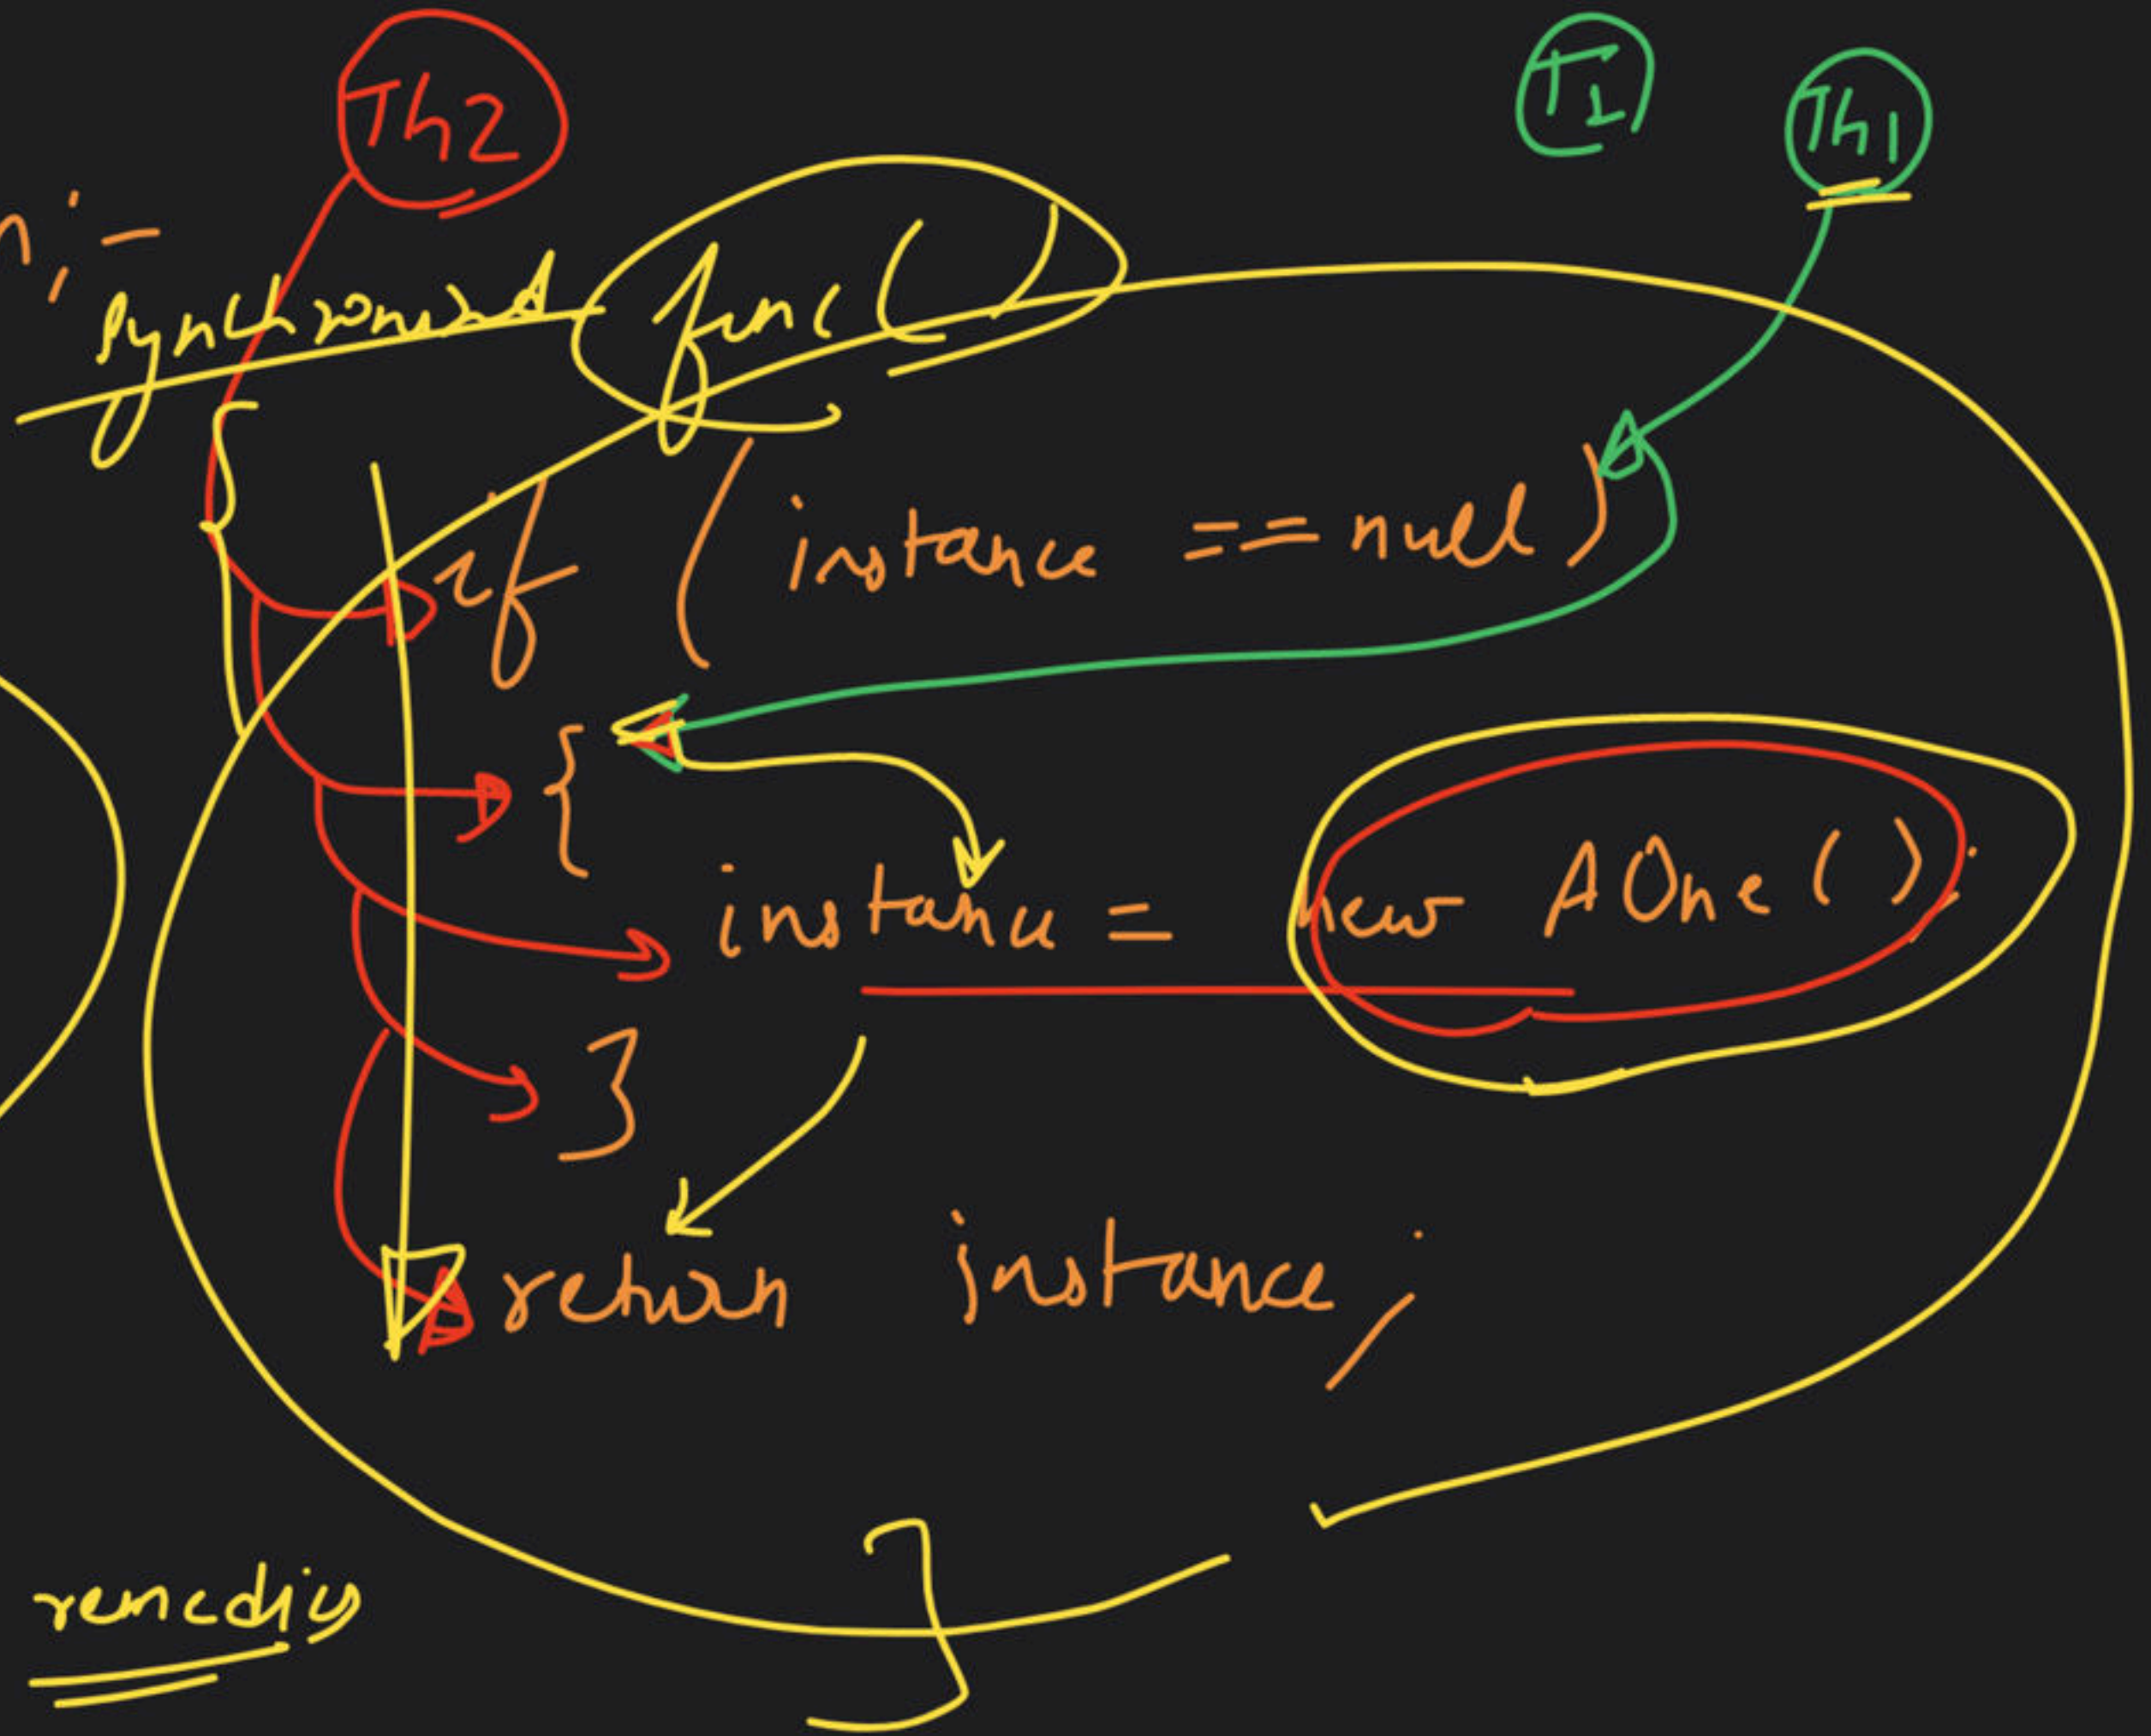 Th2
T1
Th1
n; -
synchronized func()
{
if (instance == null)
{
instance = new AOne();
}
return instance;
}
remedies